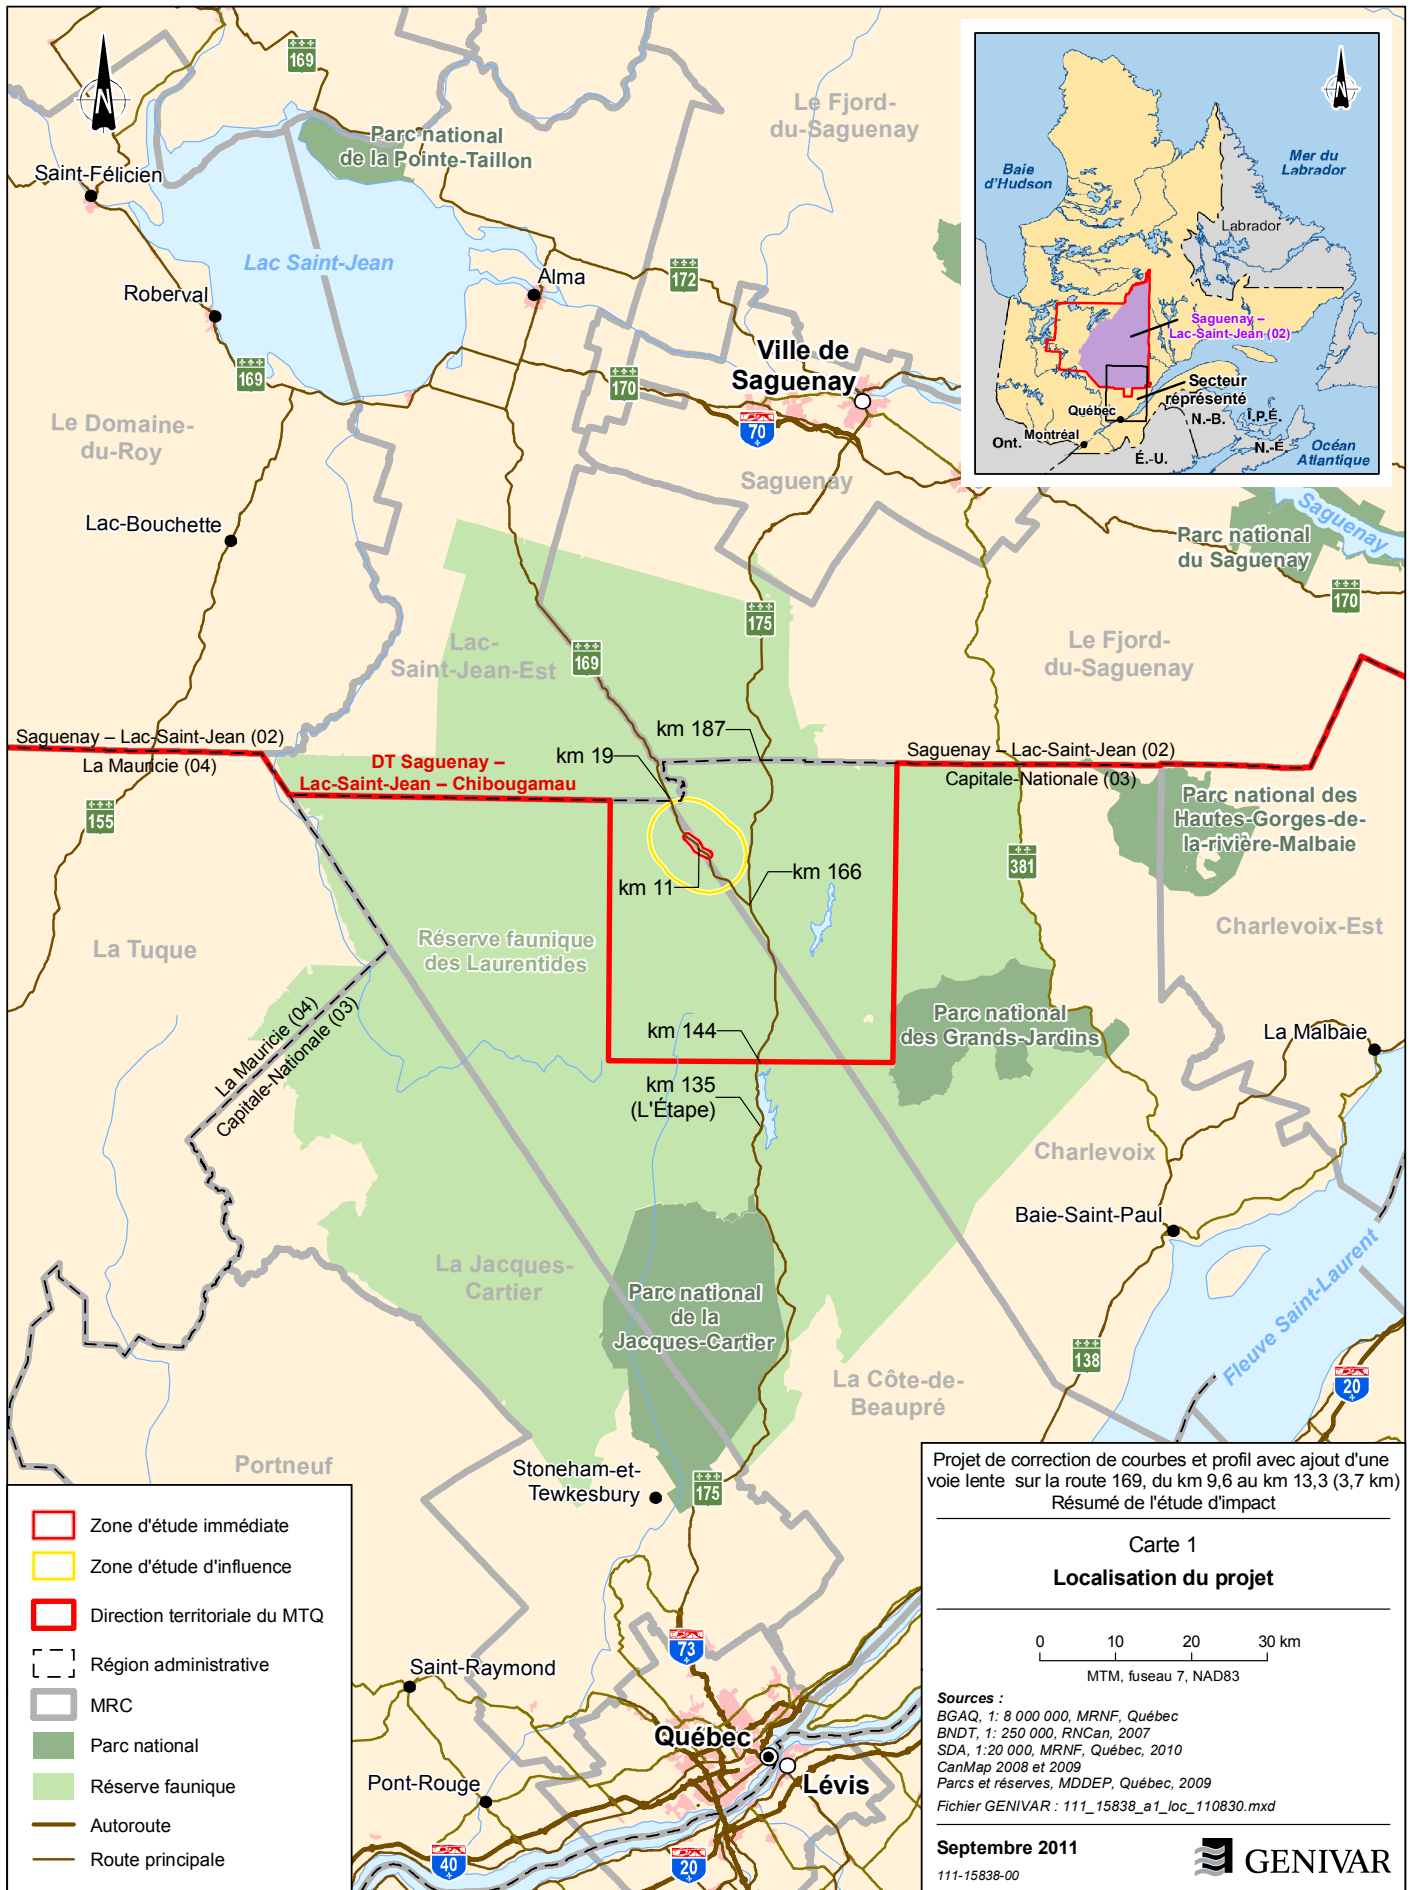 169
Le Fjord-
du-Saguenay
Parc national
de la Pointe-Taillon
N
Saint-Félicien
Lac Saint-Jean
Alma
172
Roberval
169
Ville de
Saguenay
170
70
Le Domaine-
du-Roy
Saguenay
Lac-Bouchette
N
Baie
d'Hudson
Mer du
Labrador
Labrador
Saguenay –
Lac-Saint-Jean (02)
Secteur
réprésenté
Québec
Montréal
Ont.
N.-B.
Î.P.É.
N.-É.
É.-U.
Océan
Atlantique
Saguenay
Parc national
du Saguenay
170
175
Lac-
Saint-Jean-Est
169
Le Fjord-
du-Saguenay
km 187
km 19
Saguenay – Lac-Saint-Jean (02)
La Mauricie (04)
DT Saguenay –
Lac-Saint-Jean – Chibougamau
Saguenay – Lac-Saint-Jean (02)
Capitale-Nationale (03)
155
Parc national des
Hautes-Gorges-de-
la-rivière-Malbaie
381
km 11
km 166
La Tuque
Réserve faunique
des Laurentides
Charlevoix-Est
La Mauricie (04)
Capitale-Nationale (03)
Parc national
des Grands-Jardins
km 144
La Malbaie
km 135
(L'Étape)
Charlevoix
Baie-Saint-Paul
La Jacques-
Cartier
Parc national
de la
Jacques-Cartier
Fleuve Saint-Laurent
138
20
La Côte-de-
Beaupré
Portneuf
Stoneham-et-
Tewkesbury
175
73
Saint-Raymond
Québec
Lévis
Pont-Rouge
40
20
Zone d'étude immédiate
Zone d'étude d'influence
Direction territoriale du MTQ
Région administrative
MRC
Parc national
Réserve faunique
Autoroute
Route principale
Projet de correction de courbes et profil avec ajout d'une
voie lente sur la route 169, du km 9,6 au km 13,3 (3,7 km)
Résumé de l'étude d'impact
Carte 1
Localisation du projet
0 10 20 30 km
MTM, fuseau 7, NAD83
Sources :
BGAQ, 1: 8 000 000, MRNF, Québec
BNDT, 1: 250 000, RNCan, 2007
SDA, 1:20 000, MRNF, Québec, 2010
CanMap 2008 et 2009
Parcs et réserves, MDDEP, Québec, 2009
Fichier GENIVAR : 111_15838_a1_loc_110830.mxd
Septembre 2011
111-15838-00
GENIVAR